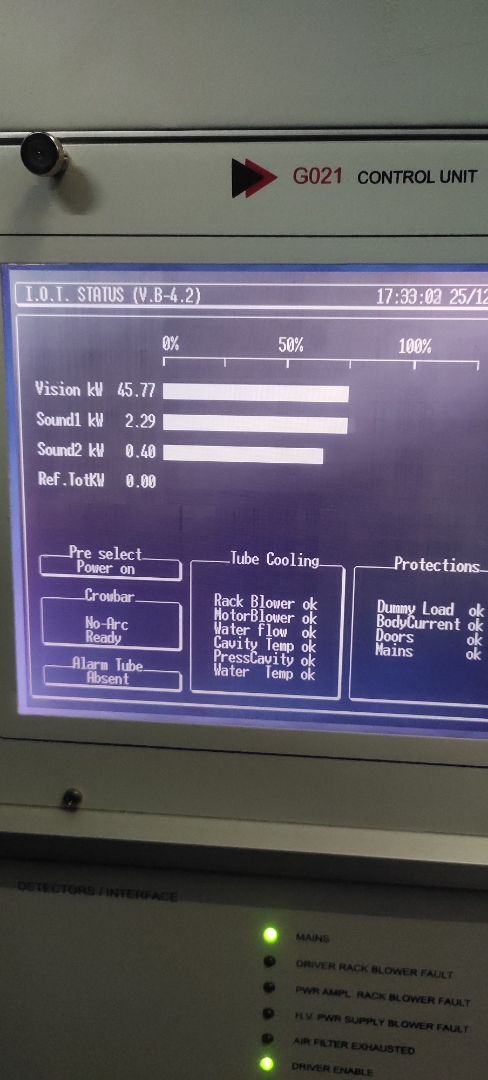 G021 CONTROL UNIT
I.O.T. STATUS (V.B-4.2) 17:33:02 25/12
0% 50% 100%
Vision kW 45.77
Sound1 kW 2.29
Sound2 kW 0.40
Ref.TotKW 0.00
Pre select
Power on
Crowbar
No-Arc
Ready
Alarm Tube
Absent
Tube Cooling
Rack Blower ok
MotorBlower ok
Water flow ok
Cavity Temp ok
PressCavity ok
Water Temp ok
Protections
Dummy Load ok
BodyCurrent ok
Doors ok
Mains ok
DETECTORS / INTERFACE
MAINS
DRIVER RACK BLOWER FAULT
PWR AMPL. RACK BLOWER FAULT
H.V. PWR SUPPLY BLOWER FAULT
AIR FILTER EXHAUSTED
DRIVER ENABLE